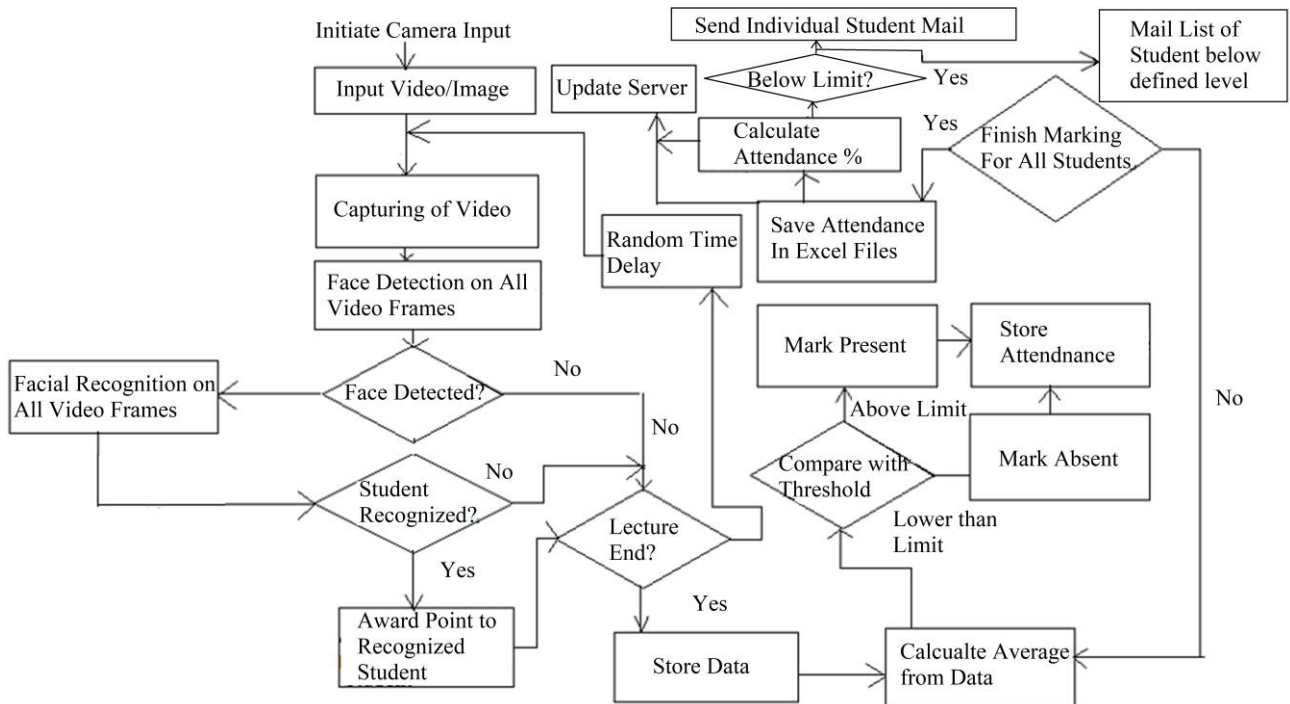 Initiate Camera Input
Input Video/Image
Capturing of Video
Face Detection on All
Video Frames
Face Detected?
No
Facial Recognition on
All Video Frames
Student
Recognized?
No
Yes
Award Point to
Recognized
Student
No
Lecture
End?
Yes
Random Time
Delay
Store Data
Calcualte Average
from Data
Compare with
Threshold
Above Limit
Lower than
Limit
Mark Present
Mark Absent
Store
Attendnance
Finish Marking
For All Students
Yes
No
Save Attendance
In Excel Files
Update Server
Calculate
Attendance %
Below Limit?
Yes
Send Individual Student Mail
Mail List of
Student below
defined level